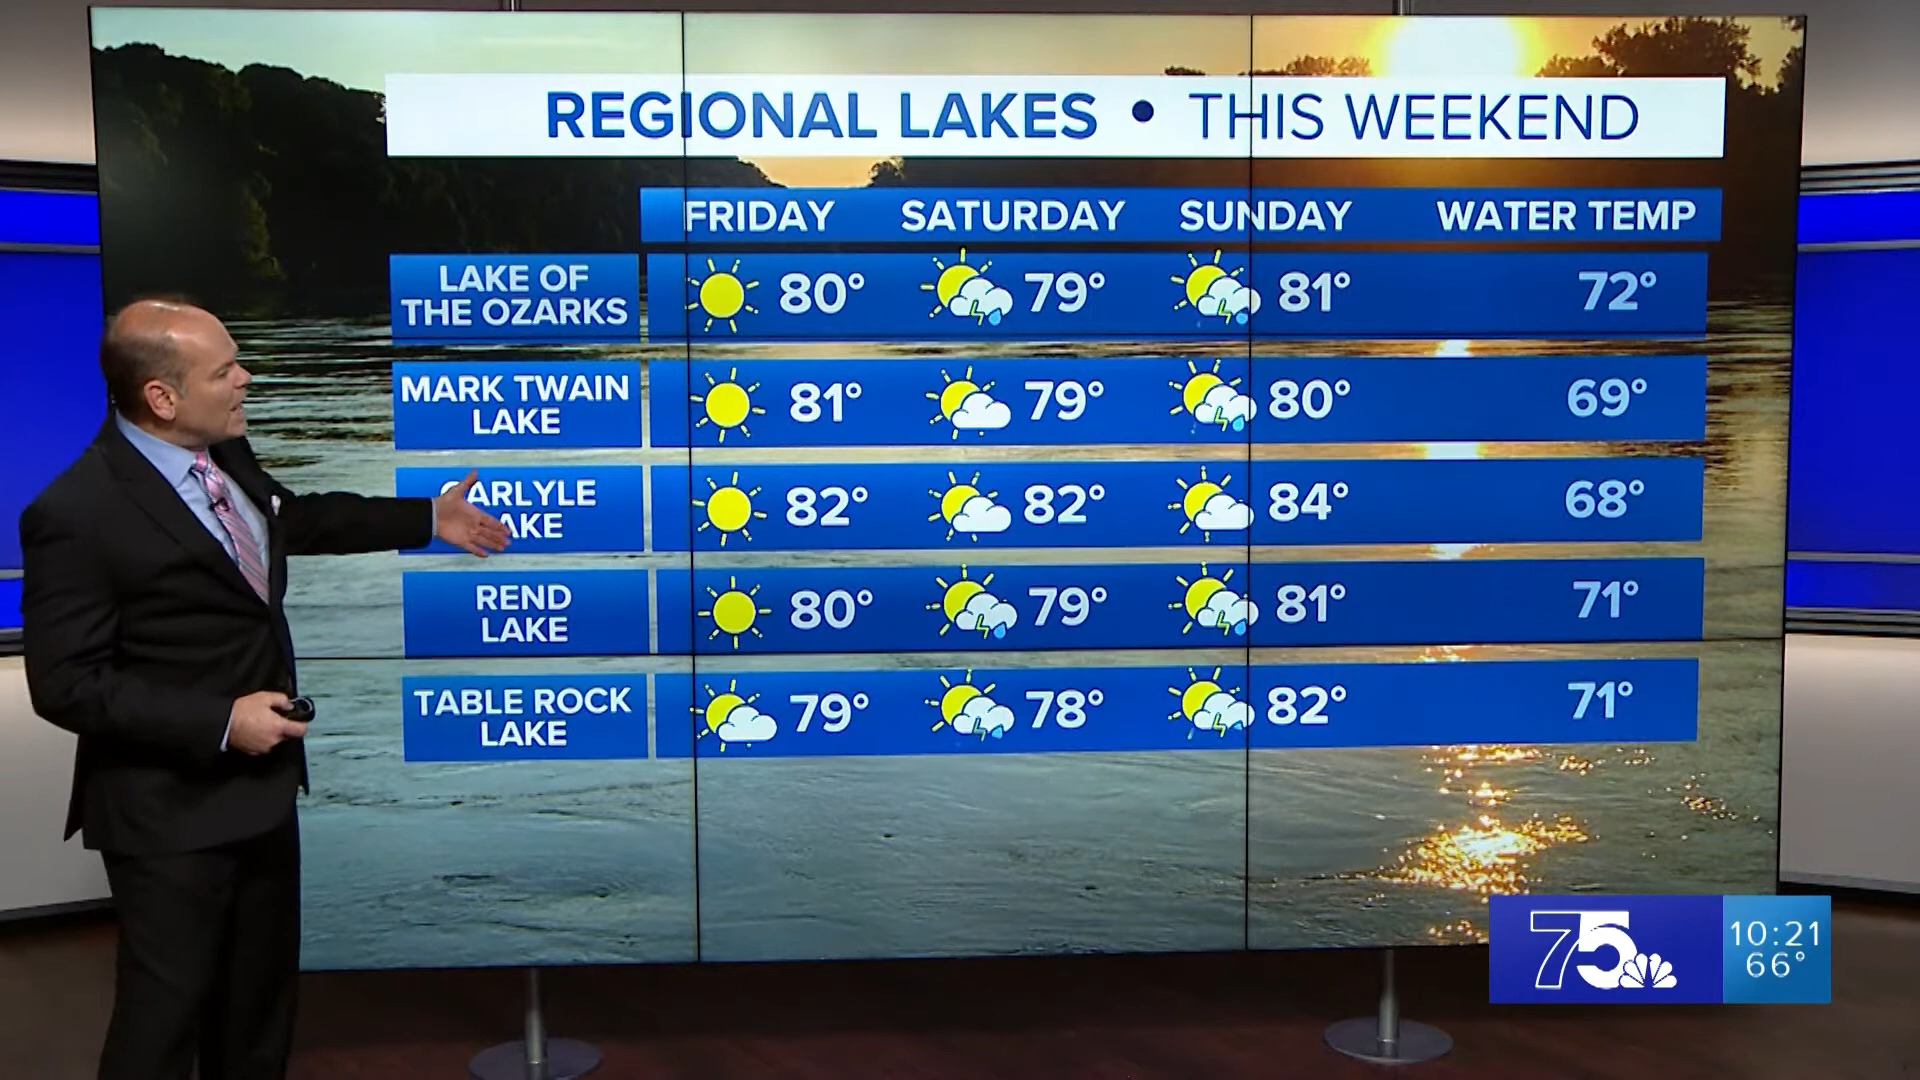 REGIONAL LAKES • THIS WEEKEND
FRIDAY SATURDAY SUNDAY WATER TEMP
LAKE OF
THE OZARKS
80° 79° 81° 72°
MARK TWAIN
LAKE
81° 79° 80° 69°
CARLYLE
LAKE
82° 82° 84° 68°
REND
LAKE
80° 79° 81° 71°
TABLE ROCK
LAKE
79° 78° 82° 71°
75
10:21
66°